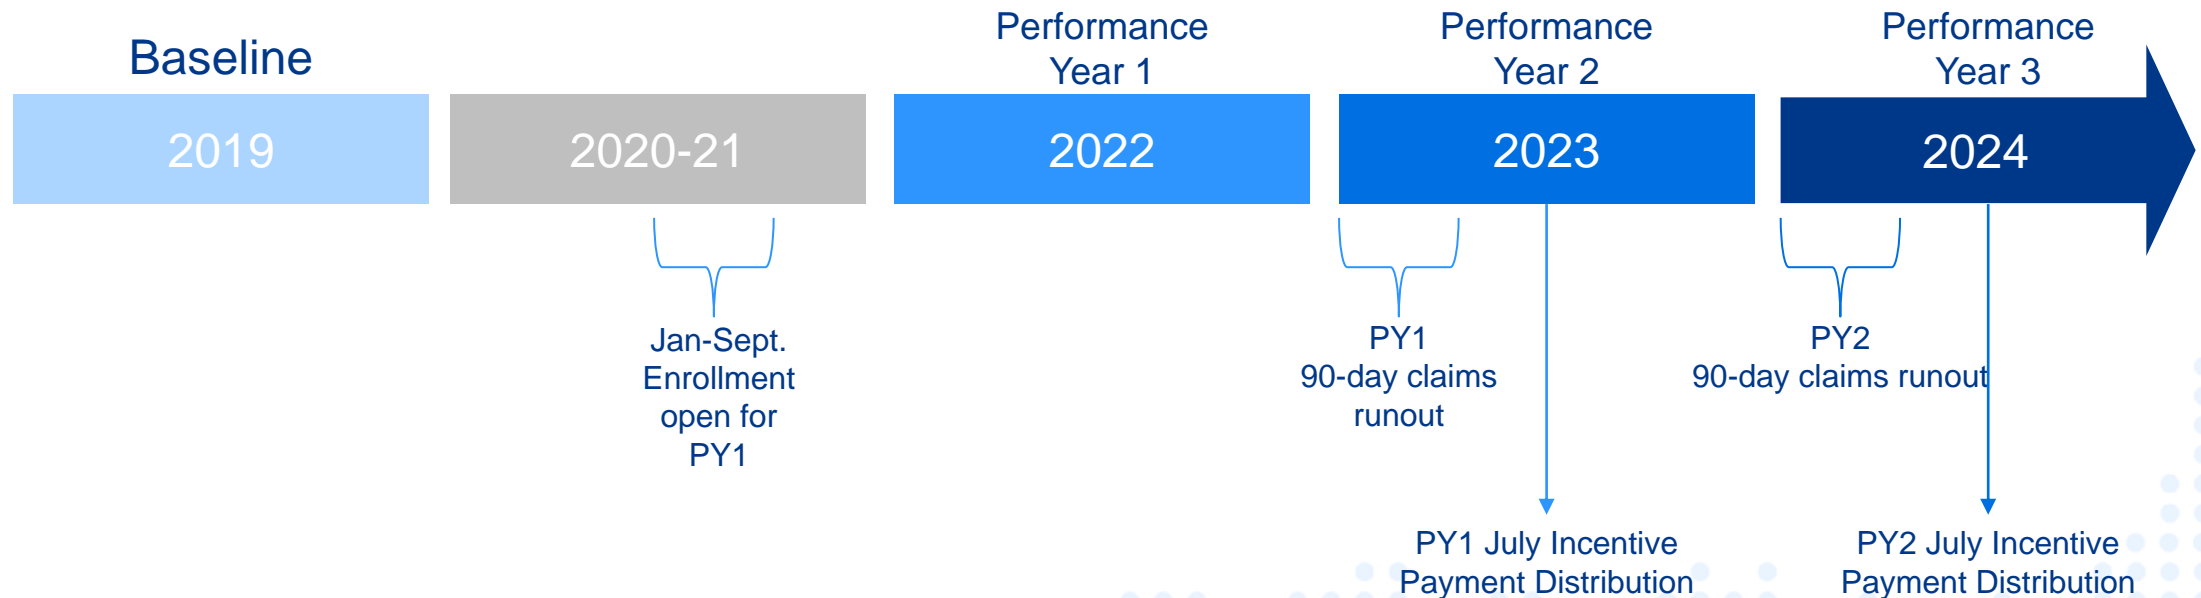 Baseline
Performance
Year 1
Performance
Year 2
Performance
Year 3
2019
2020-21
2022
2023
2024
Jan-Sept.
Enrollment
open for
PY1
PY1
90-day claims
runout
PY2
90-day claims runout
PY1 July Incentive
Payment Distribution
PY2 July Incentive
Payment Distribution